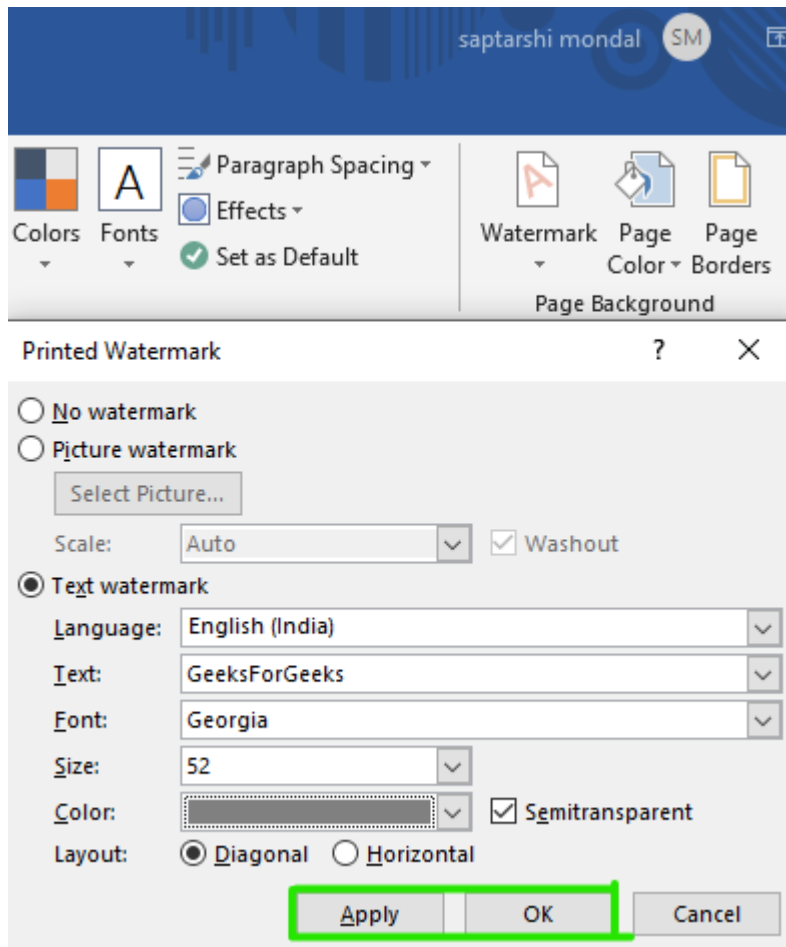 saptarshi mondal SM
Paragraph Spacing
Effects
Set as Default
Colors Fonts
Watermark Page Color Page Borders
Page Background
Printed Watermark ? X
No watermark
Picture watermark
Select Picture...
Scale: Auto Washout
Text watermark
Language: English (India)
Text: GeeksForGeeks
Font: Georgia
Size: 52
Color: Semitransparent
Layout: Diagonal Horizontal
Apply OK Cancel